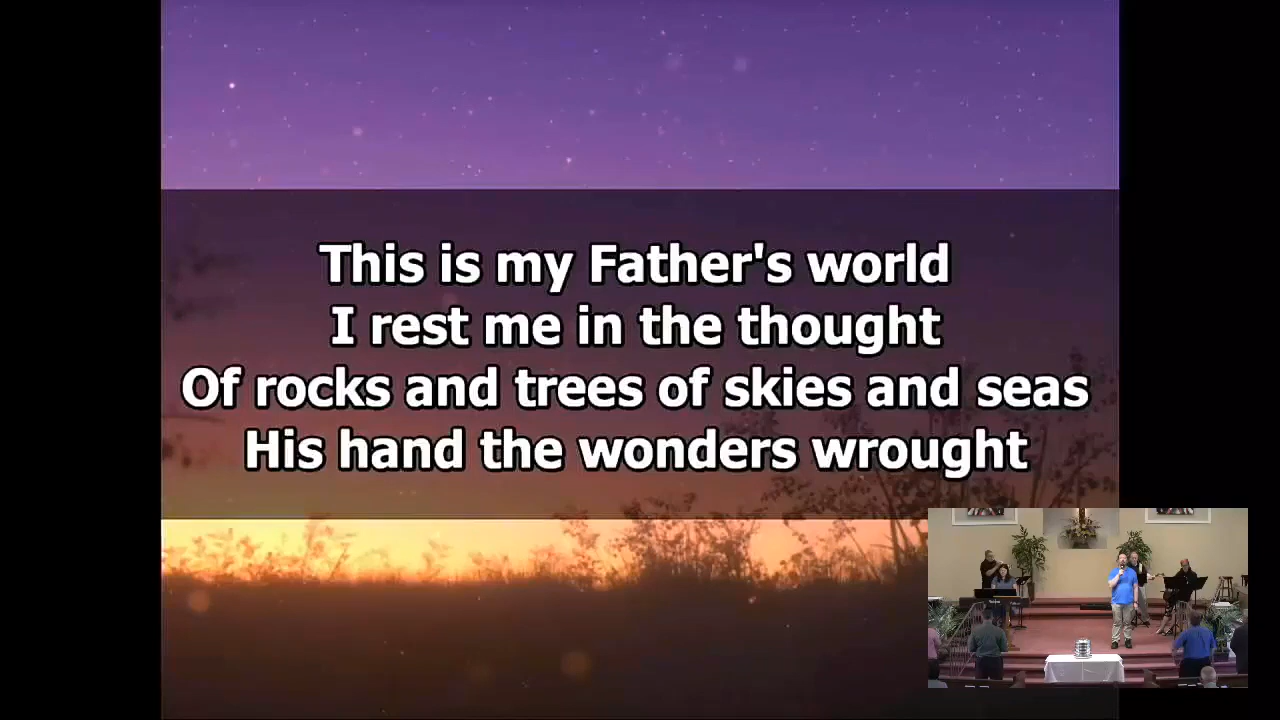 This is my Father's world
I rest me in the thought
Of rocks and trees of skies and seas
His hand the wonders wrought